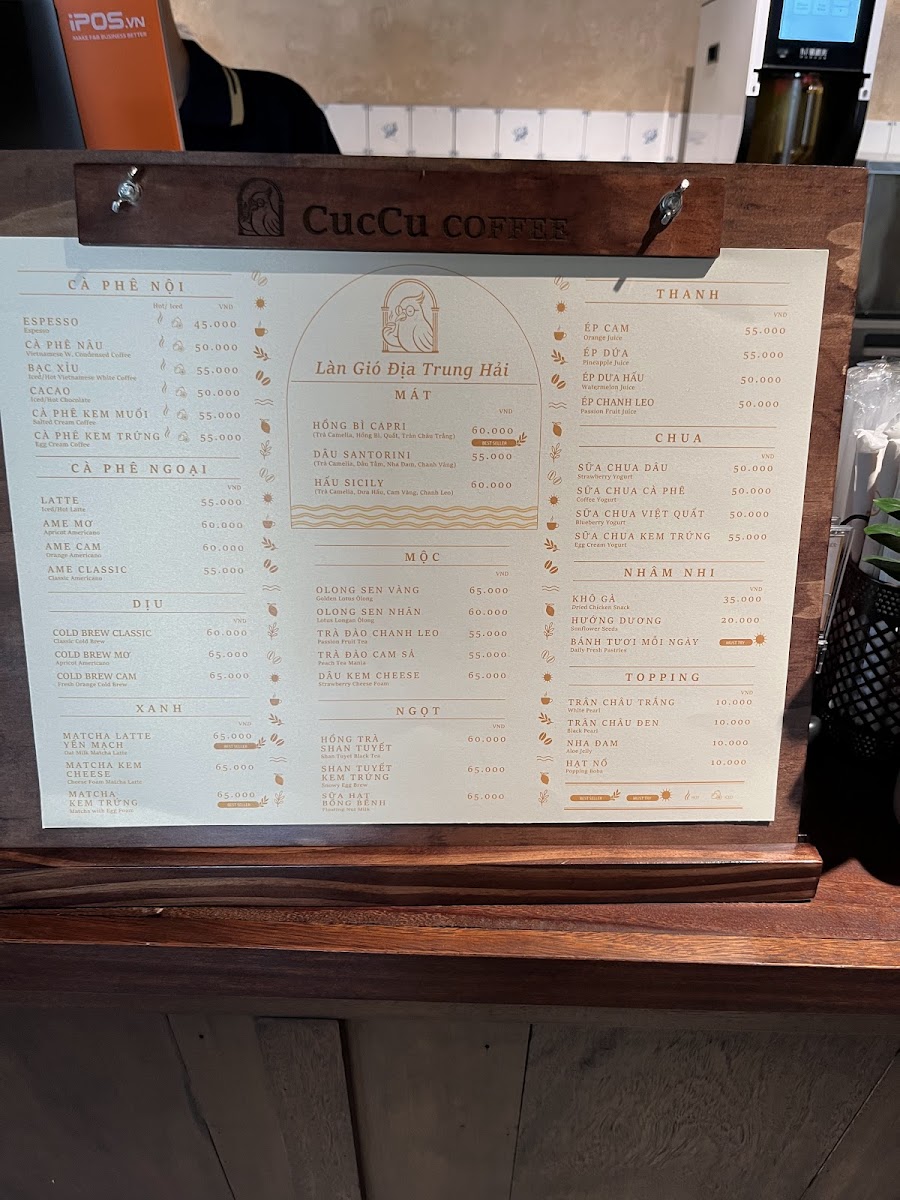 iPOS.VN
MAKE F&B BUSINESS BETTER
CucCu COFFEE
CÀ PHÊ NỘI
Hot/ Iced VND
ESPESSO 45.000
Espesso
CÀ PHÊ NÂU 50.000
Vietnamese W. Condensed Coffee
BẠC XỈU 55.000
Iced/Hot Vietnamese White Coffee
CACAO 50.000
Iced/Hot Chocolate
CÀ PHÊ KEM MUỐI 55.000
Salted Cream Coffee
CÀ PHÊ KEM TRỨNG 55.000
Egg Cream Coffee
CÀ PHÊ NGOẠI
VND
LATTE 55.000
Iced/Hot Latte
AME MƠ 60.000
Apricot Americano
AME CAM 60.000
Orange Americano
AME CLASSIC 55.000
Classic Americano
DỊU
VND
COLD BREW CLASSIC 60.000
Classic Cold Brew
COLD BREW MƠ 65.000
Apricot Americano
COLD BREW CAM 65.000
Fresh Orange Cold Brew
XANH
VND
MATCHA LATTE 65.000
YẾN MẠCH BEST SELLER
Oat Milk Matcha Latte
MATCHA KEM 65.000
CHEESE
Cheese Foam Matcha Latte
MATCHA 65.000
KEM TRỨNG BEST SELLER
Matcha with Egg Foam
Làn Gió Địa Trung Hải
MÁT
VND
HỒNG BÌ CAPRI 60.000
(Trà Camelia, Hồng Bì, Quất, Trân Châu Trắng) BEST SELLER
DÂU SANTORINI 55.000
(Trà Camelia, Dâu Tằm, Nha Đam, Chanh Vàng)
HẤU SICILY 60.000
(Trà Camelia, Dưa Hấu, Cam Vàng, Chanh Leo)
MỘC
VND
OLONG SEN VÀNG 65.000
Golden Lotus Ôlong
OLONG SEN NHÃN 60.000
Lotus Longan Ôlong
TRÀ ĐÀO CHANH LEO 55.000
Passion Fruit Tea
TRÀ ĐÀO CAM SẢ 55.000
Peach Tea Mania
DÂU KEM CHEESE 65.000
Strawberry Cheese Foam
NGỌT
VND
HỒNG TRÀ 60.000
SHAN TUYẾT
Shan Tuyet Black Tea
SHAN TUYẾT 65.000
KEM TRỨNG
Snowy Egg Brew
SỮA HẠT 65.000
BỒNG BỀNH
Floating Nut Milk
THANH
VND
ÉP CAM 55.000
Orange Juice
ÉP DỨA 55.000
Pineapple Juice
ÉP DƯA HẤU 50.000
Watermelon Juice
ÉP CHANH LEO 50.000
Passion Fruit Juice
CHUA
VND
SỮA CHUA DÂU 50.000
Strawberry Yogurt
SỮA CHUA CÀ PHÊ 50.000
Coffee Yogurt
SỮA CHUA VIỆT QUẤT 50.000
Blueberry Yogurt
SỮA CHUA KEM TRỨNG 55.000
Egg Cream Yogurt
NHÂM NHI
VND
KHÔ GÀ 35.000
Dried Chicken Snack
HƯỚNG DƯƠNG 20.000
Sunflower Seeds
BÁNH TƯƠI MỖI NGÀY MUST TRY
Daily Fresh Pastries
TOPPING
VND
TRÂN CHÂU TRẮNG 10.000
White Pearl
TRÂN CHÂU ĐEN 10.000
Black Pearl
NHA ĐAM 10.000
Aloe Jelly
HẠT NỔ 10.000
Popping Boba
BEST SELLER MUST TRY